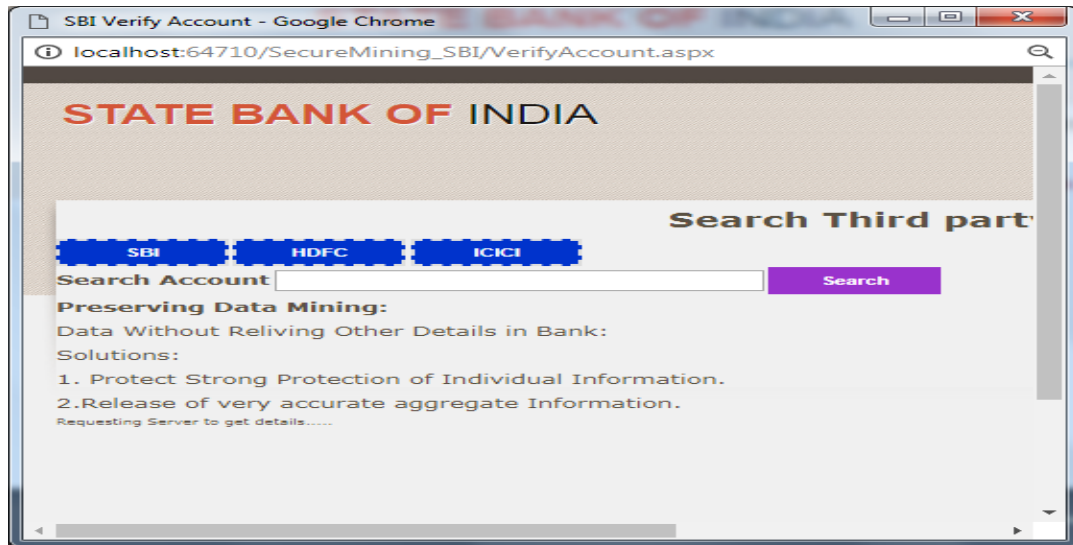 SBI Verify Account - Google Chrome
localhost:64710/SecureMining_SBI/VerifyAccount.aspx
STATE BANK OF INDIA
Search Third party
SBI HDFC ICICI
Search Account Search
Preserving Data Mining:
Data Without Reliving Other Details in Bank:
Solutions:
1. Protect Strong Protection of Individual Information.
2.Release of very accurate aggregate Information.
Requesting Server to get details.....